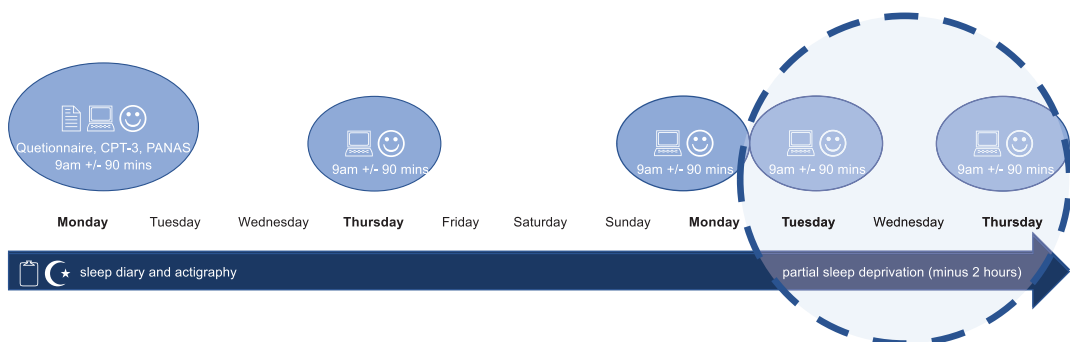 Quetionnaire, CPT-3, PANAS
9am +/- 90 mins
9am +/- 90 mins
9am +/- 90 mins
9am +/- 90 mins
9am +/- 90 mins
Monday Tuesday Wednesday Thursday Friday Saturday Sunday Monday Tuesday Wednesday Thursday
sleep diary and actigraphy
partial sleep deprivation (minus 2 hours)